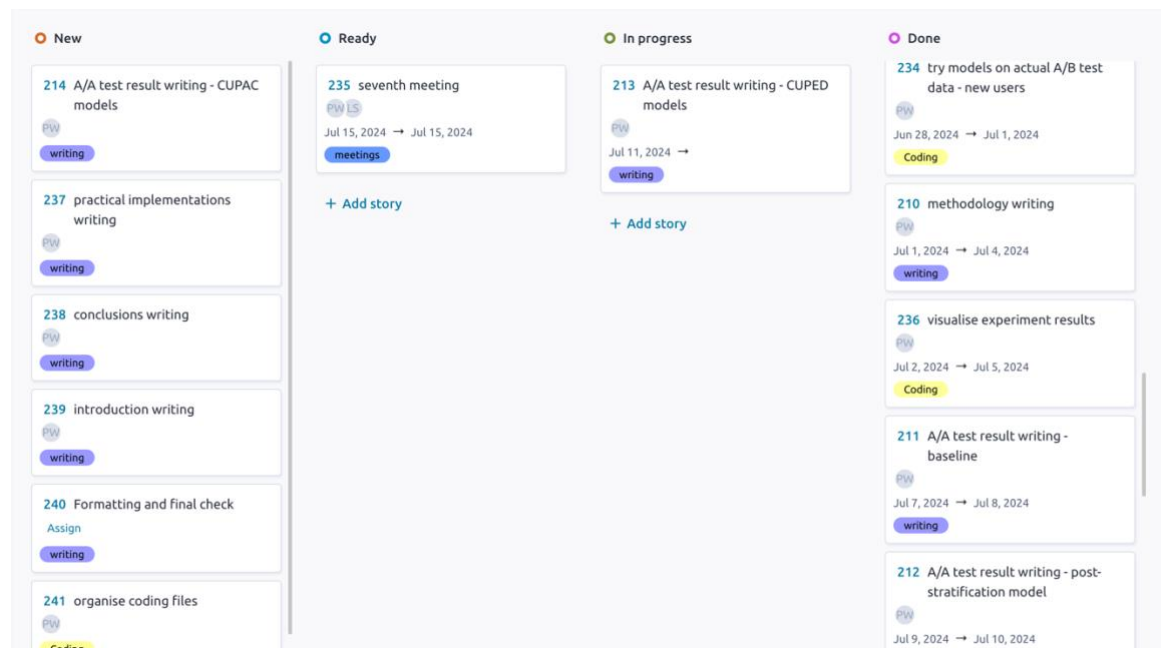 New
214 A/A test result writing - CUPAC
models
PW
writing
237 practical implementations
writing
PW
writing
238 conclusions writing
PW
writing
239 introduction writing
PW
writing
240 Formatting and final check
Assign
writing
241 organise coding files
PW
Coding
Ready
235 seventh meeting
PW LS
Jul 15, 2024 → Jul 15, 2024
meetings
+ Add story
In progress
213 A/A test result writing - CUPED
models
PW
Jul 11, 2024 →
writing
+ Add story
Done
234 try models on actual A/B test
data - new users
PW
Jun 28, 2024 → Jul 1, 2024
Coding
210 methodology writing
PW
Jul 1, 2024 → Jul 4, 2024
writing
236 visualise experiment results
PW
Jul 2, 2024 → Jul 5, 2024
Coding
211 A/A test result writing -
baseline
PW
Jul 7, 2024 → Jul 8, 2024
writing
212 A/A test result writing - post-
stratification model
PW
Jul 9, 2024 → Jul 10, 2024